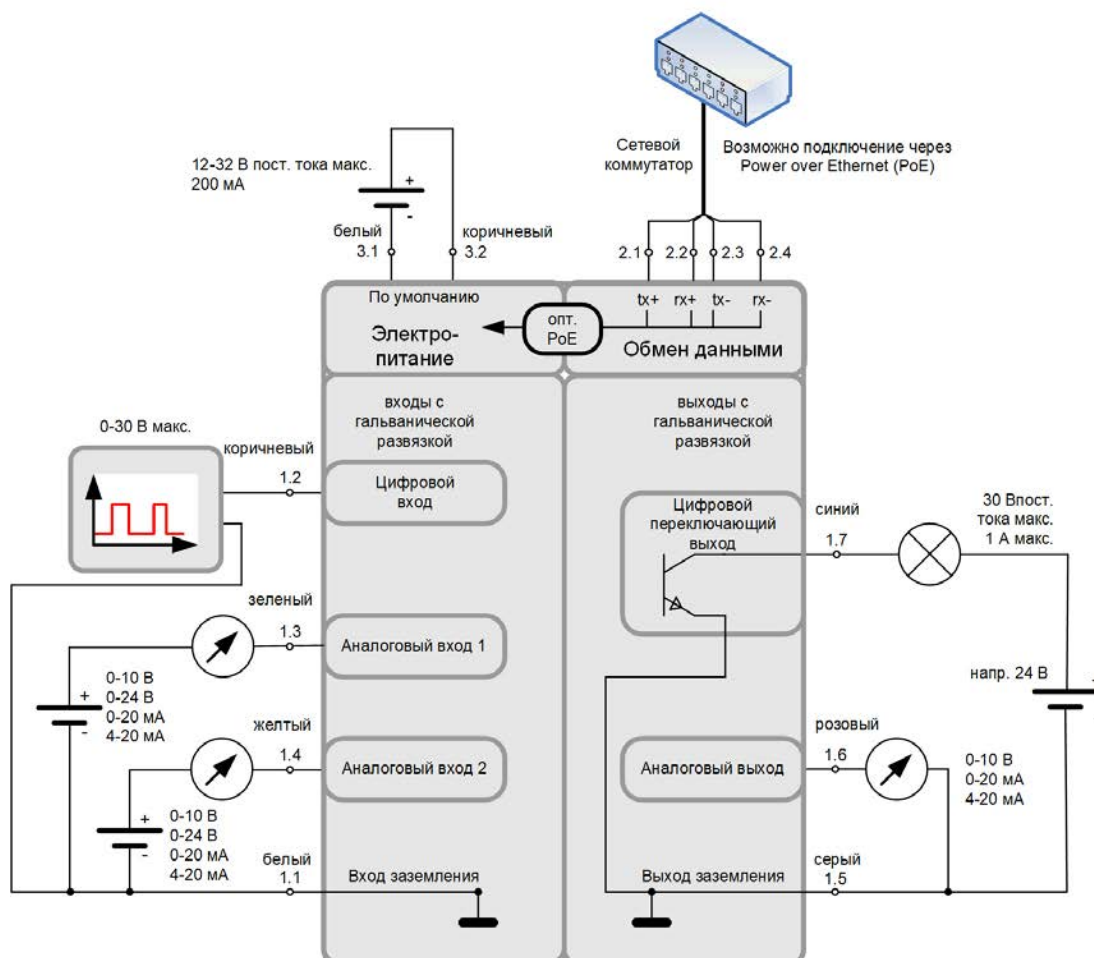 Сетевой
коммутатор
Возможно подключение через
Power over Ethernet (PoE)
12-32 В пост. тока макс.
200 мА
+
-
белый
3.1
коричневый
3.2
2.1
2.2
2.3
2.4
По умолчанию
Электро-
питание
опт.
PoE
tx+
rx+
tx-
rx-
Обмен данными
входы с
гальванической
развязкой
выходы с
гальванической
развязкой
0-30 В макс.
коричневый
1.2
Цифровой
вход
Цифровой
переключающий
выход
синий
1.7
30 Впост.
тока макс.
1 А макс.
зеленый
1.3
Аналоговый вход 1
+
-
0-10 В
0-24 В
0-20 мА
4-20 мА
напр. 24 В
желтый
1.4
Аналоговый вход 2
+
-
0-10 В
0-24 В
0-20 мА
4-20 мА
розовый
1.6
Аналоговый выход
0-10 В
0-20 мА
4-20 мА
белый
1.1
Вход заземления
Выход заземления
серый
1.5